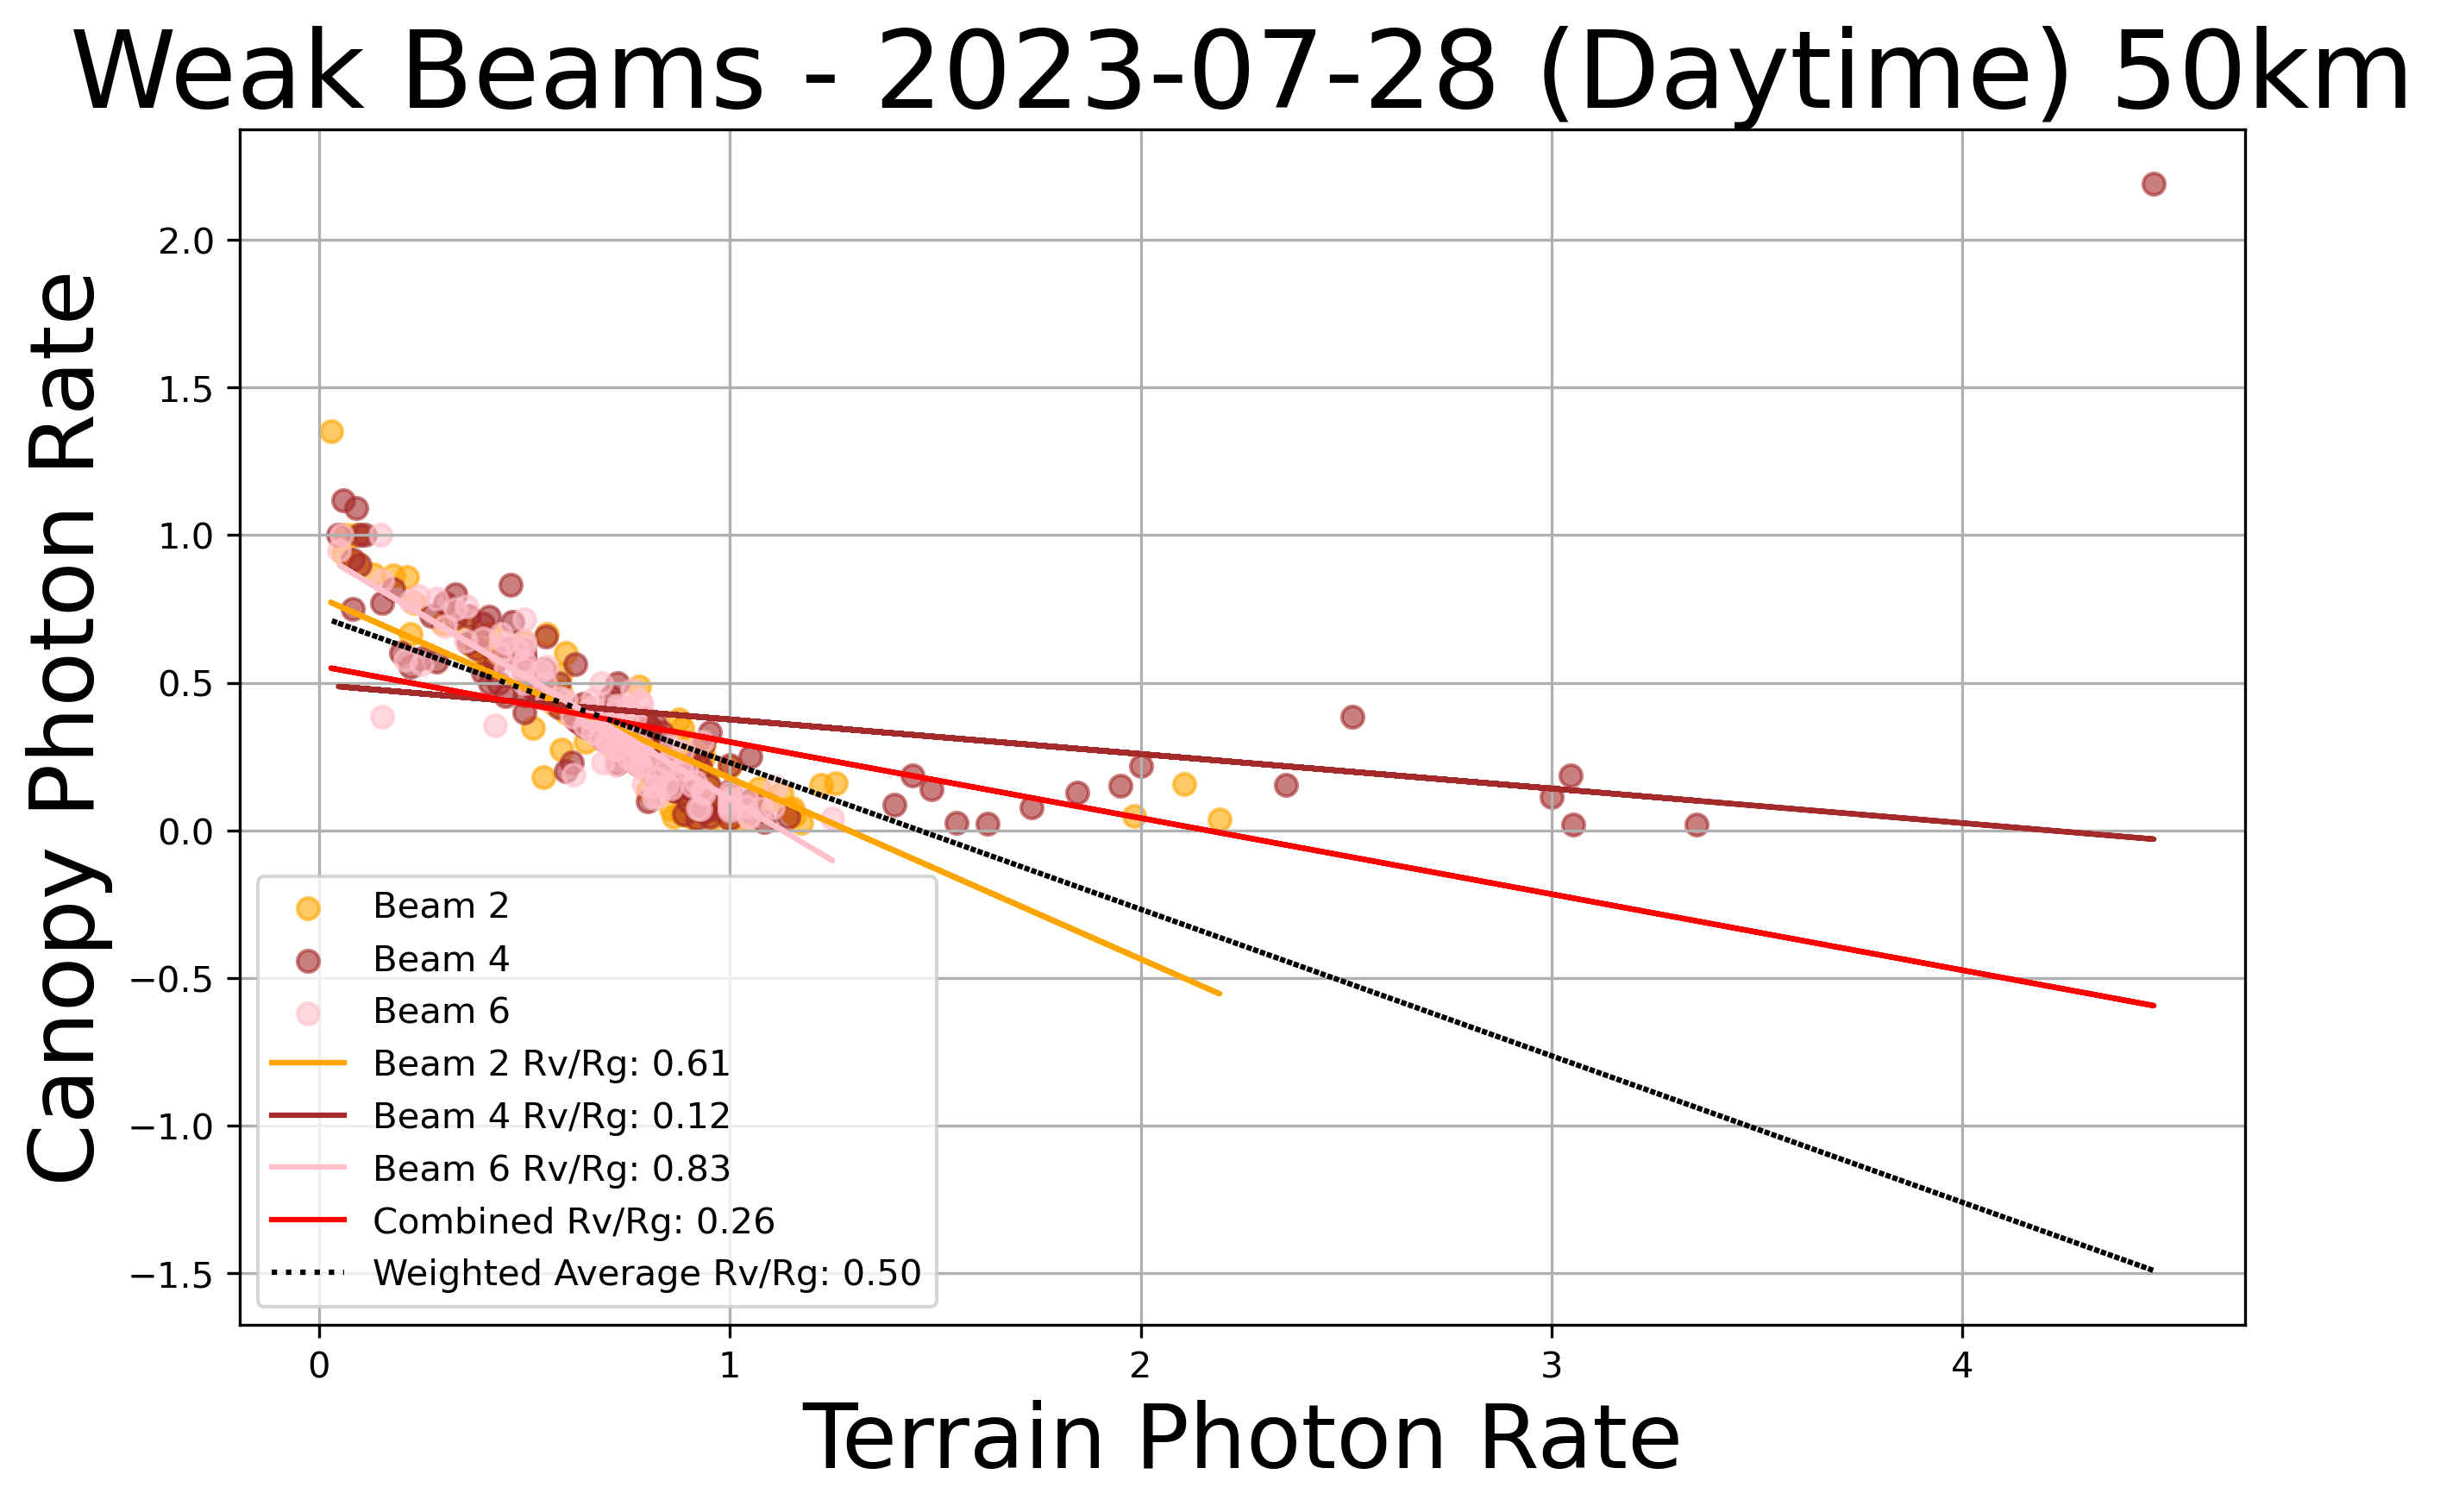 Weak Beams - 2023-07-28 (Daytime) 50km
Canopy Photon Rate
2.0
1.5
1.0
0.5
0.0
−0.5
−1.0
−1.5
Beam 2
Beam 4
Beam 6
Beam 2 Rv/Rg: 0.61
Beam 4 Rv/Rg: 0.12
Beam 6 Rv/Rg: 0.83
Combined Rv/Rg: 0.26
Weighted Average Rv/Rg: 0.50
0 1 2 3 4
Terrain Photon Rate